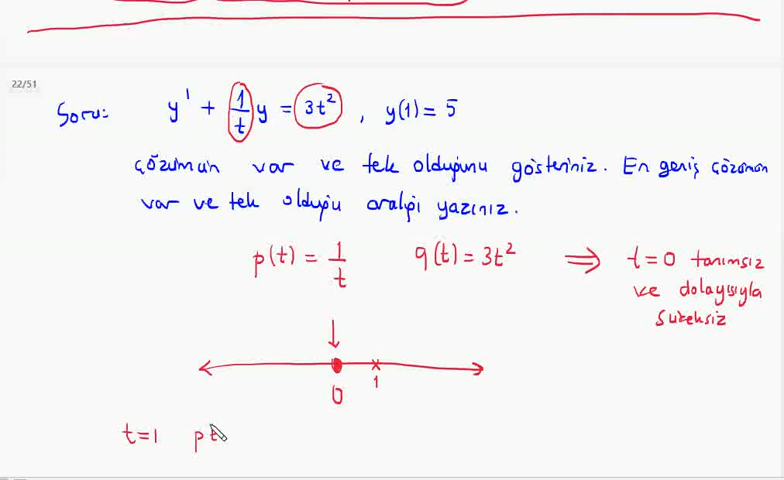 22/51
Soru: y' + 1/t y = 3t² , y(1) = 5
çözümün var ve tek olduğunu gösteriniz. En geniş çözümün
var ve tek olduğu aralığı yazınız.
p(t) = 1/t q(t) = 3t² ⇒ t=0 tanımsız
ve dolayısıyla
süreksiz
0 1
t=1 pt